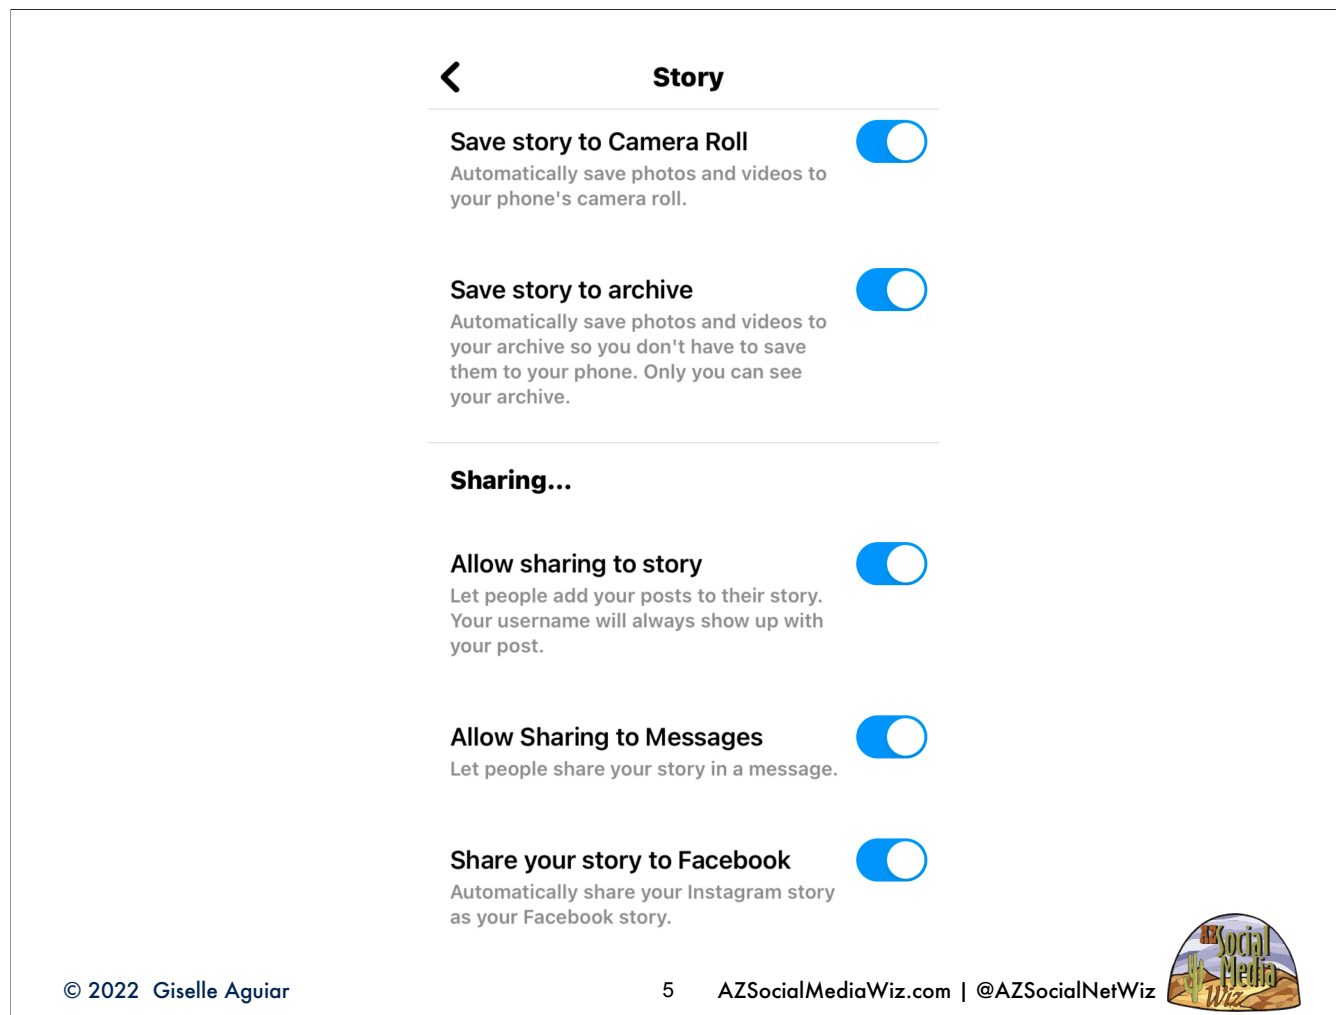 Story
Save story to Camera Roll
Automatically save photos and videos to
your phone's camera roll.
Save story to archive
Automatically save photos and videos to
your archive so you don't have to save
them to your phone. Only you can see
your archive.
Sharing...
Allow sharing to story
Let people add your posts to their story.
Your username will always show up with
your post.
Allow Sharing to Messages
Let people share your story in a message.
Share your story to Facebook
Automatically share your Instagram story
as your Facebook story.
© 2022 Giselle Aguiar
5
AZSocialMediaWiz.com | @AZSocialNetWiz
AZ Social
Media
Wiz